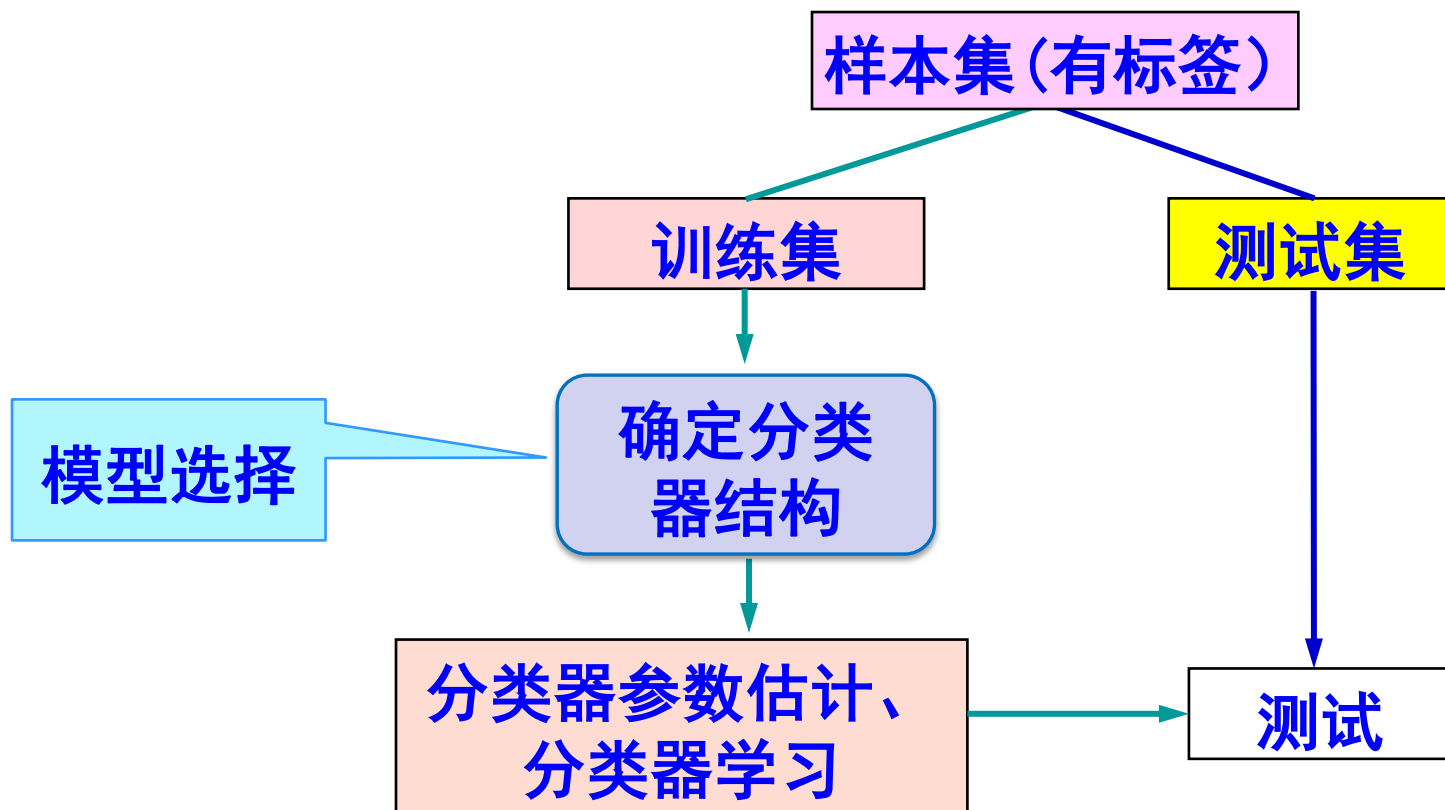 样本集(有标签）
训练集
测试集
确定分类
器结构
模型选择
分类器参数估计、
分类器学习
测试